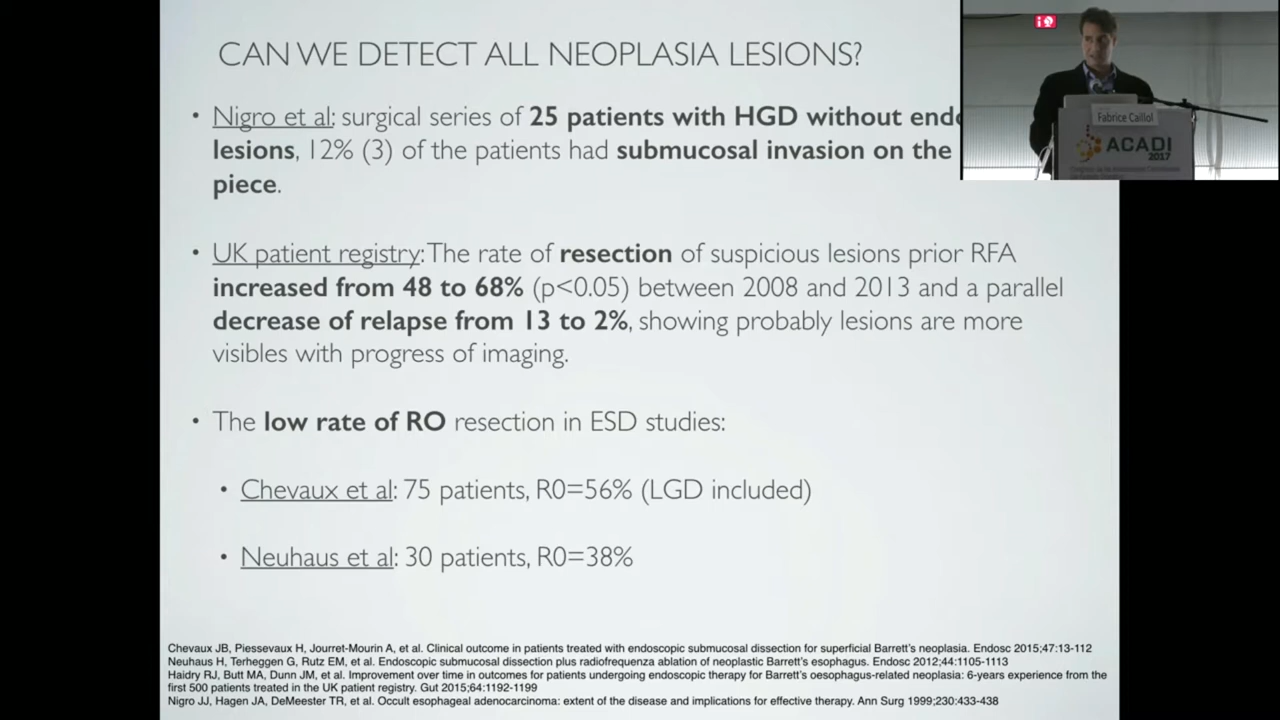 CAN WE DETECT ALL NEOPLASIA LESIONS?
• Nigro et al: surgical series of 25 patients with HGD without
lesions, 12% (3) of the patients had submucosal invasion on the
piece.
• UK patient registry: The rate of resection of suspicious lesions prior RFA
increased from 48 to 68% (p<0.05) between 2008 and 2013 and a parallel
decrease of relapse from 13 to 2%, showing probably lesions are more
visibles with progress of imaging.
• The low rate of RO resection in ESD studies:
• Chevaux et al: 75 patients, R0=56% (LGD included)
• Neuhaus et al: 30 patients, R0=38%
Chevaux JB, Piessevaux H, Jourret-Mourin A, et al. Clinical outcome in patients treated with endoscopic submucosal dissection for superficial Barrett's neoplasia. Endosc 2015;47:13-112
Neuhaus H, Terheggen G, Rutz EM, et al. Endoscopic submucosal dissection plus radiofrequenza ablation of neoplastic Barrett's esophagus. Endosc 2012;44:1105-1113
Haidry RJ, Butt MA, Dunn JM, et al. Improvement over time in outcomes for patients undergoing endoscopic therapy for Barrett's oesophagus-related neoplasia: 6-years experience from the
first 500 patients treated in the UK patient registry. Gut 2015;64:1192-1199
Nigro JJ, Hagen JA, DeMeester TR, et al. Occult esophageal adenocarcinoma: extent of the disease and implications for effective therapy. Ann Surg 1999;230:433-438
Fabrice Caillol
ACADI
2017